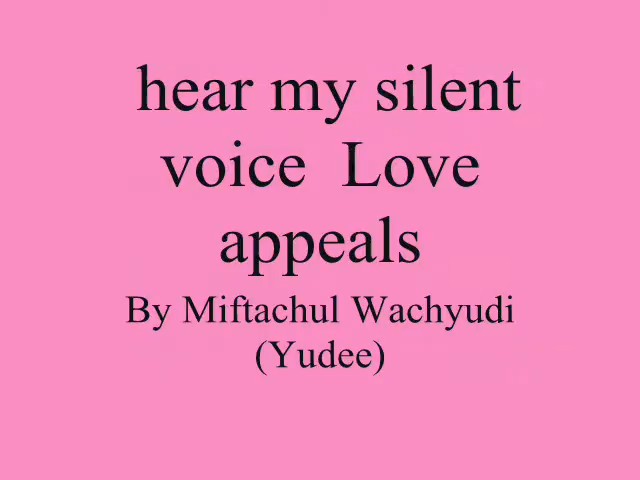 hear my silent
voice  Love
appeals
By Miftachul Wachyudi
(Yudee)